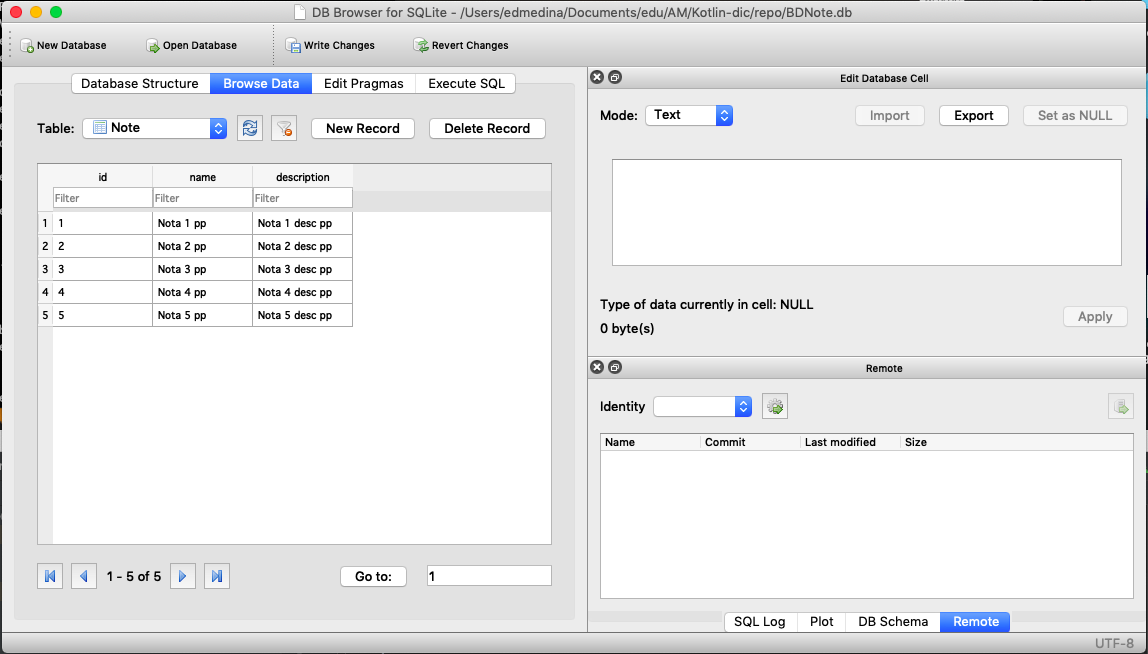 DB Browser for SQLite - /Users/edmedina/Documents/edu/AM/Kotlin-dic/repo/BDNote.db
New Database Open Database Write Changes Revert Changes
Database Structure Browse Data Edit Pragmas Execute SQL
Table: Note New Record Delete Record
id name description
Filter Filter Filter
1 1 Nota 1 pp Nota 1 desc pp
2 2 Nota 2 pp Nota 2 desc pp
3 3 Nota 3 pp Nota 3 desc pp
4 4 Nota 4 pp Nota 4 desc pp
5 5 Nota 5 pp Nota 5 desc pp
1 - 5 of 5 Go to: 1
Edit Database Cell
Mode: Text Import Export Set as NULL
Type of data currently in cell: NULL
0 byte(s)
Apply
Remote
Identity
Name Commit Last modified Size
SQL Log Plot DB Schema Remote
UTF-8